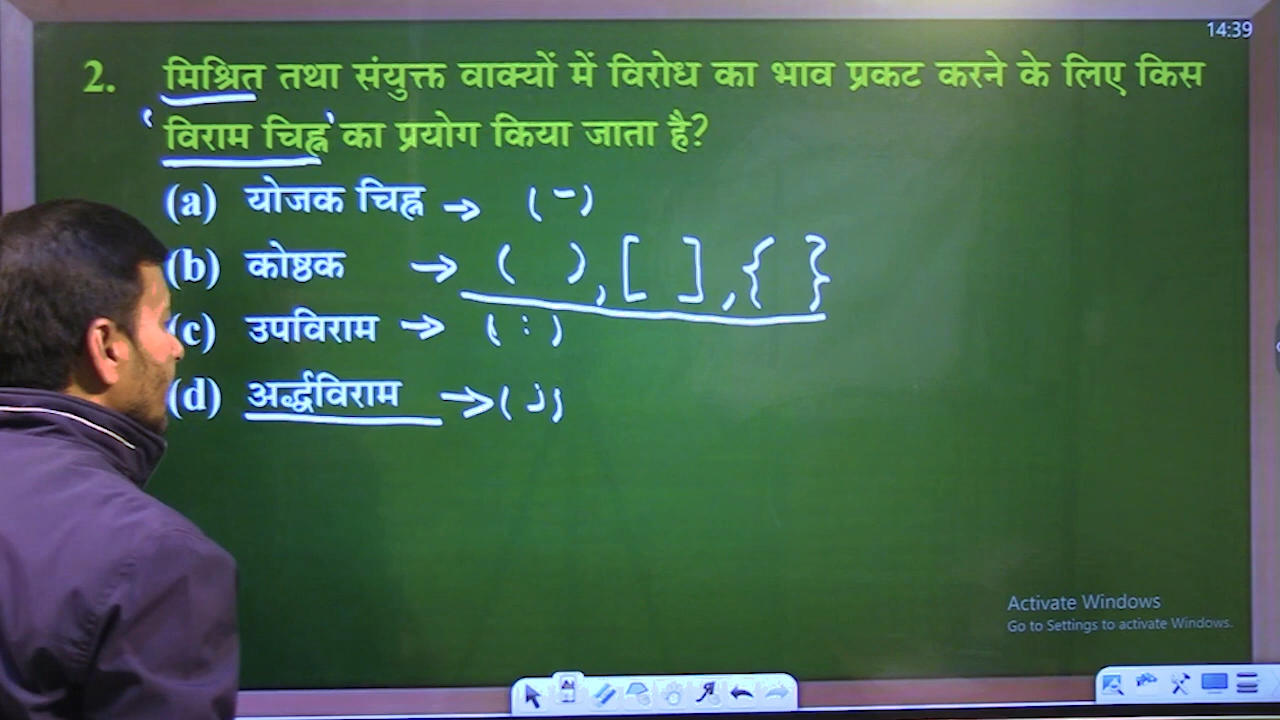 14:39
2. मिश्रित तथा संयुक्त वाक्यों में विरोध का भाव प्रकट करने के लिए किस
'विराम चिह्न' का प्रयोग किया जाता है?
(a) योजक चिह्न → (-)
(b) कोष्ठक → ( ), [ ], { }
(c) उपविराम → (:)
(d) अर्द्धविराम → (;)
Activate Windows
Go to Settings to activate Windows.